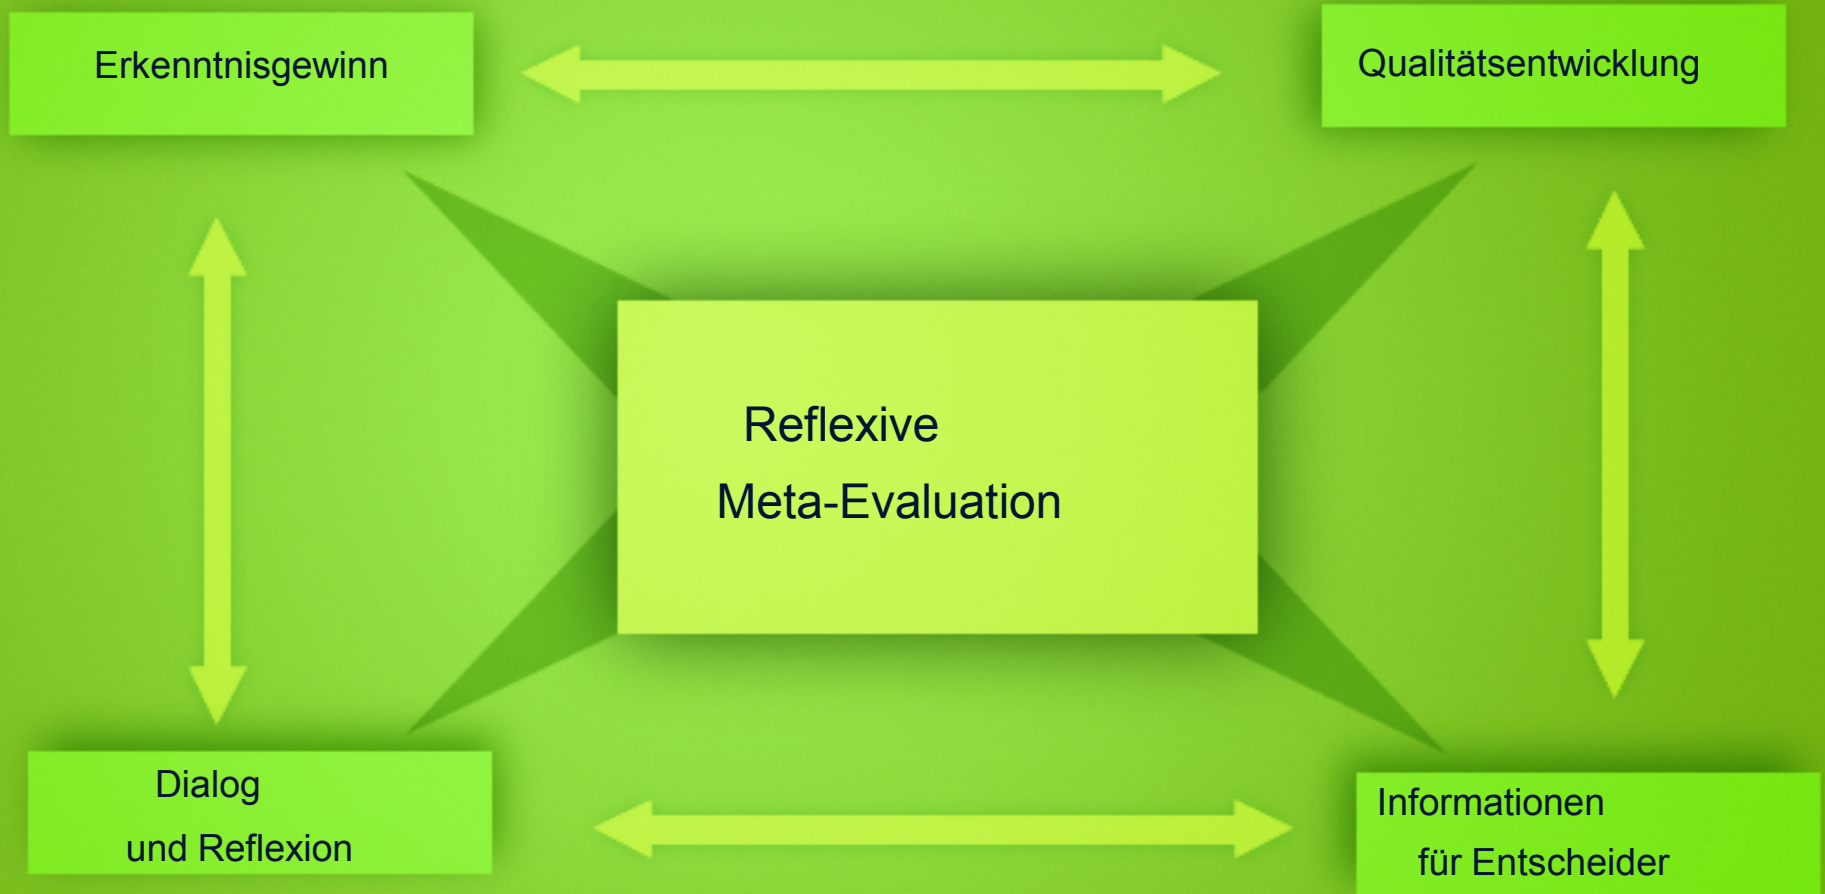 Erkenntnisgewinn
Qualitätsentwicklung
Reflexive
Meta-Evaluation
Dialog
und Reflexion
Informationen
für Entscheider